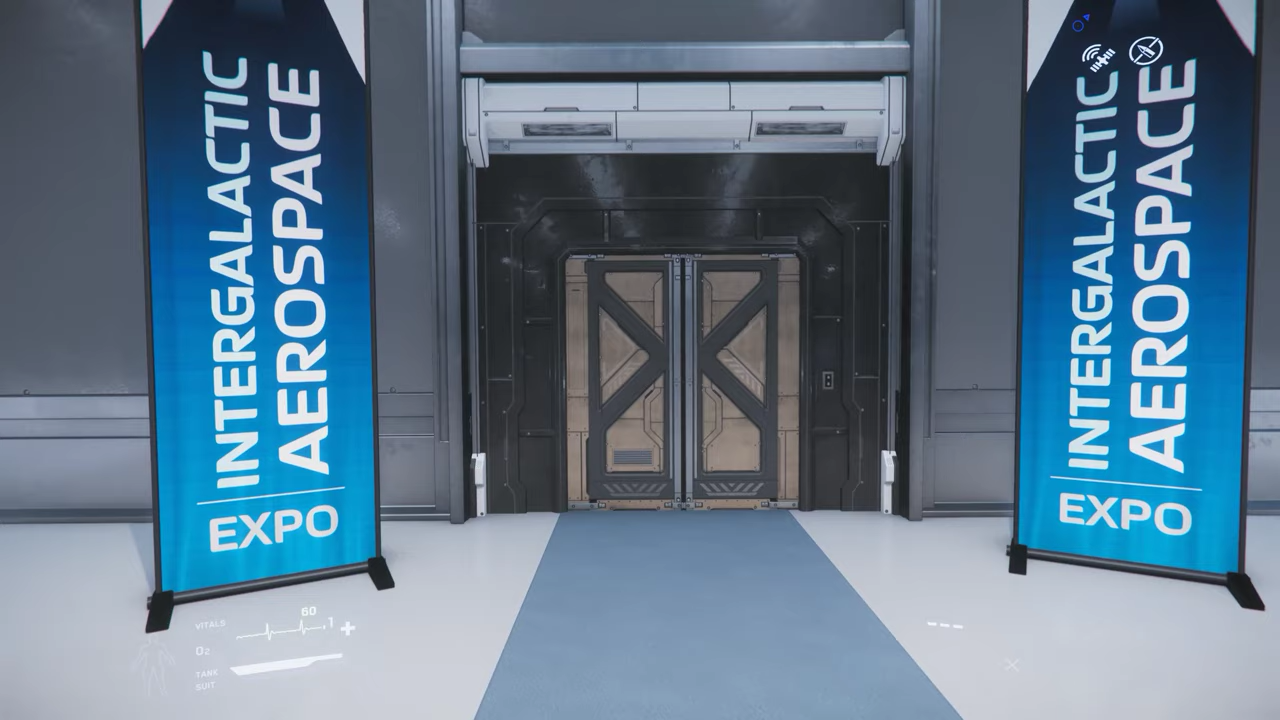 INTERGALACTIC
AEROSPACE
EXPO
INTERGALACTIC
AEROSPACE
EXPO
VITALS
60
1
O2
TANK
SUIT